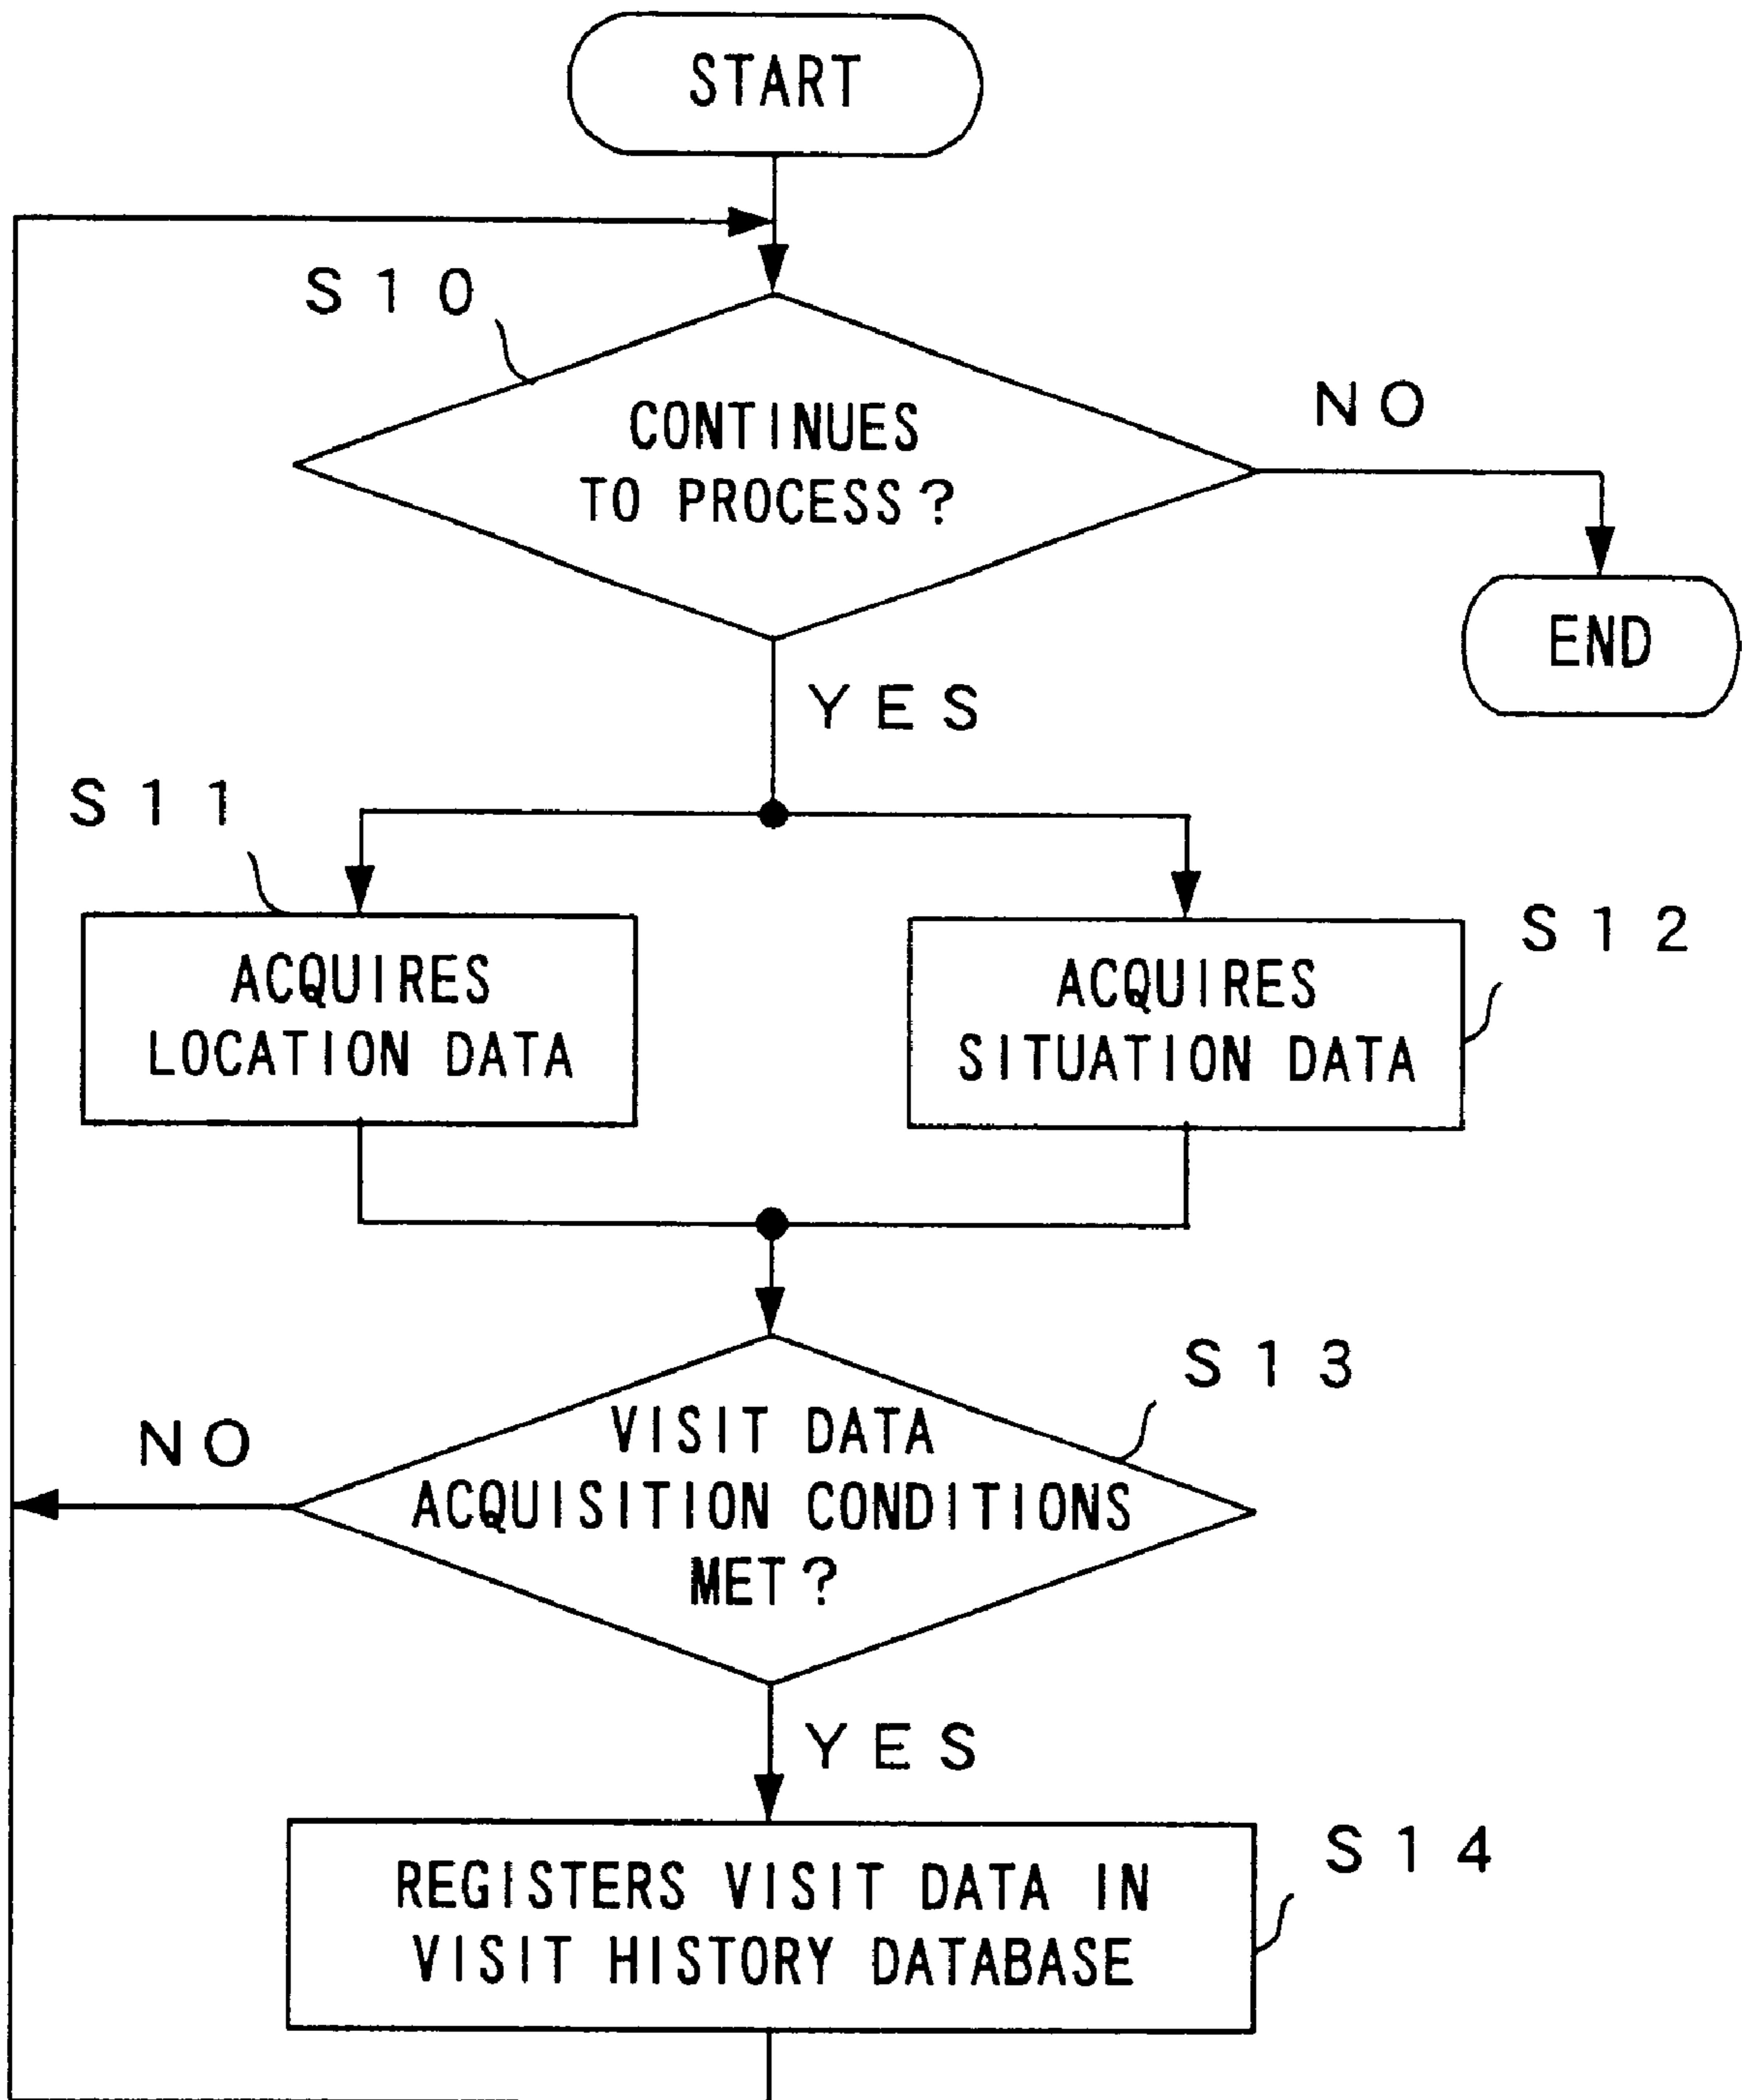 START
S10
CONTINUES
TO PROCESS?
NO
END
YES
S11
ACQUIRES
LOCATION DATA
S12
ACQUIRES
SITUATION DATA
S13
VISIT DATA
ACQUISITION CONDITIONS
MET?
NO
YES
S14
REGISTERS VISIT DATA IN
VISIT HISTORY DATABASE